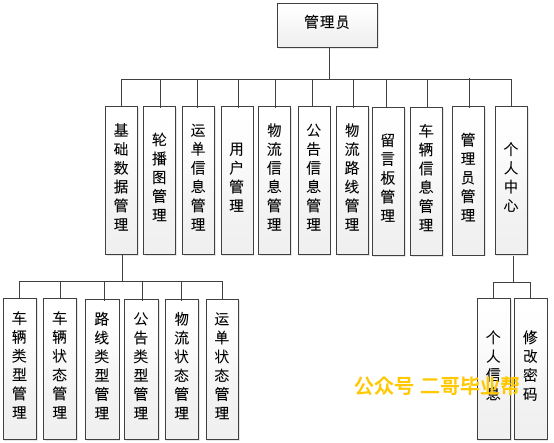 管理员
基础数据管理
轮播图管理
运单信息管理
用户管理
物流信息管理
公告信息管理
物流路线管理
留言板管理
车辆信息管理
管理员管理
个人中心
车辆类型管理
车辆状态管理
路线类型管理
公告类型管理
物流状态管理
运单状态管理
个人信息
修改密码
公众号 二哥毕业帮